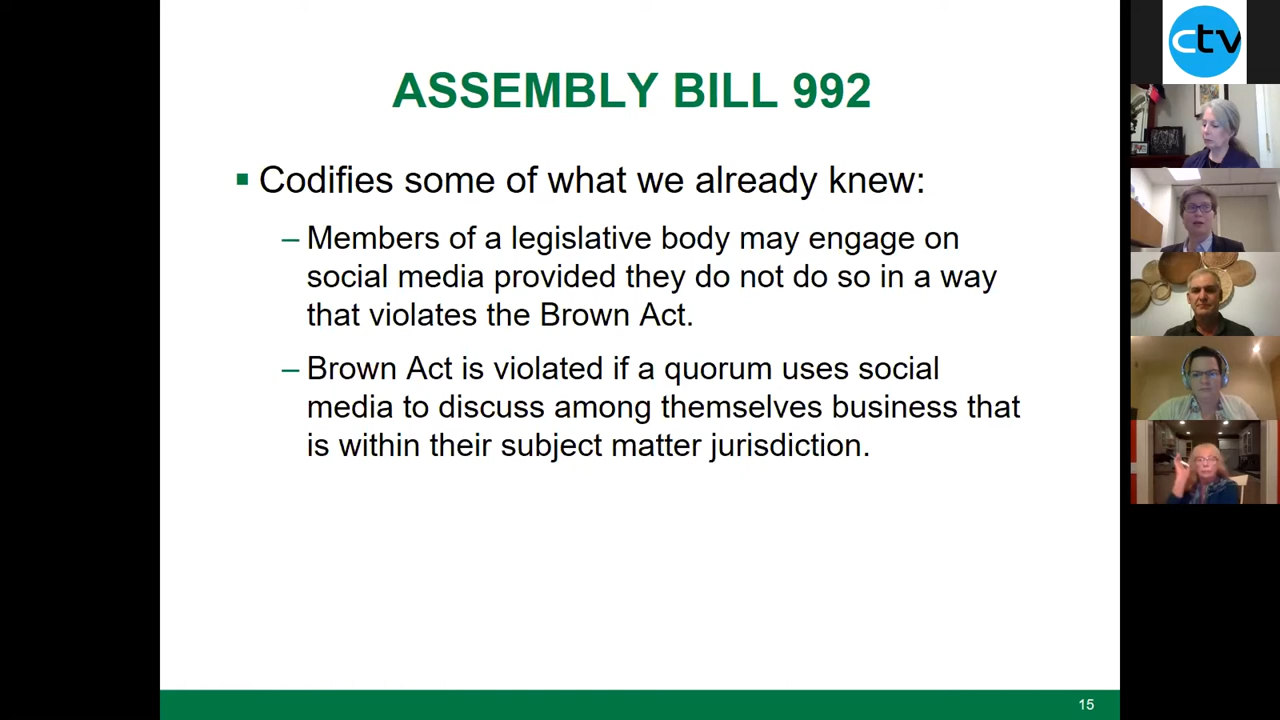 ASSEMBLY BILL 992
▪ Codifies some of what we already knew:
– Members of a legislative body may engage on
social media provided they do not do so in a way
that violates the Brown Act.
– Brown Act is violated if a quorum uses social
media to discuss among themselves business that
is within their subject matter jurisdiction.
15
ctv